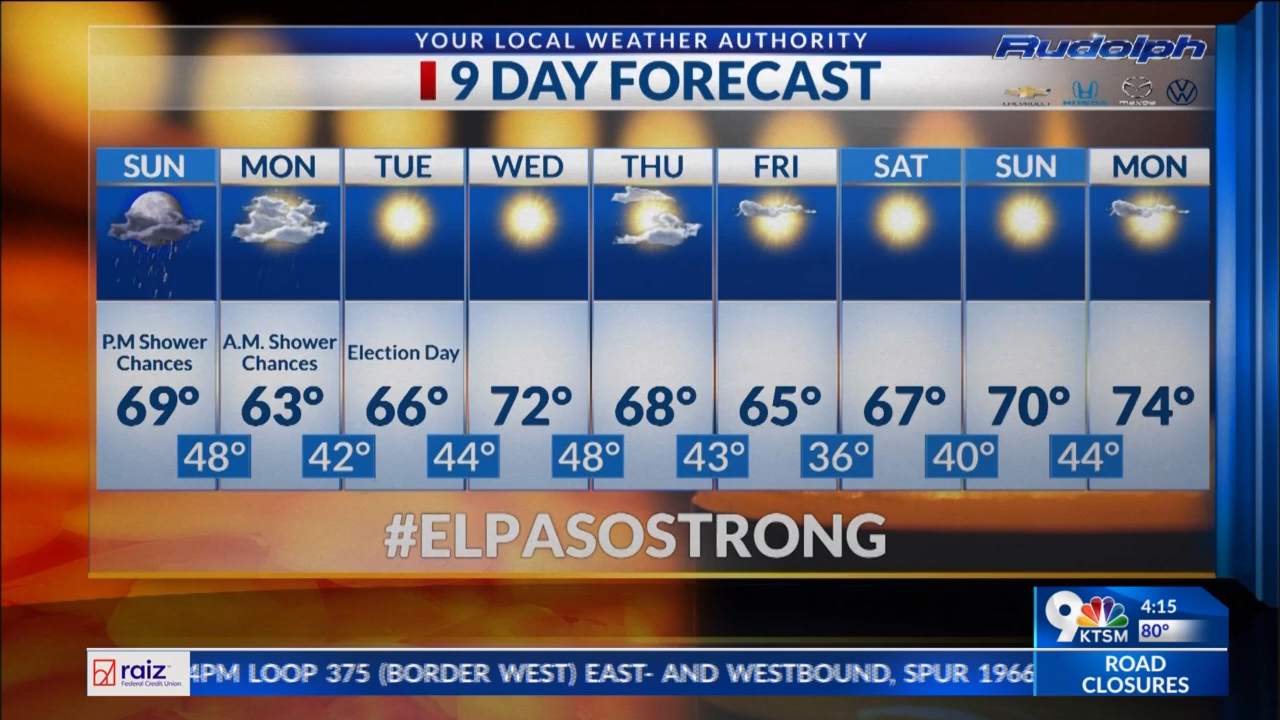 YOUR LOCAL WEATHER AUTHORITY
Rudolph
9 DAY FORECAST
CHEVROLET HONDA mazda
SUN MON TUE WED THU FRI SAT SUN MON
P.M Shower A.M. Shower Election Day
Chances Chances
69° 63° 66° 72° 68° 65° 67° 70° 74°
48° 42° 44° 48° 43° 36° 40° 44°
#ELPASOSTRONG
9 KTSM 4:15
80°
raiz
Federal Credit Union
4PM LOOP 375 (BORDER WEST) EAST- AND WESTBOUND, SPUR 1966
ROAD
CLOSURES